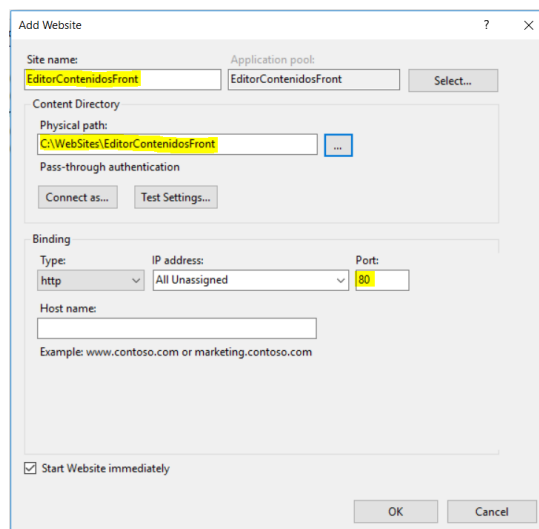 Add Website
?
Site name:
Application pool:
EditorContenidosFront
EditorContenidosFront
Select...
Content Directory
Physical path:
C:\WebSites\EditorContenidosFront
...
Pass-through authentication
Connect as...
Test Settings...
Binding
Type:
IP address:
Port:
http
All Unassigned
80
Host name:
Example: www.contoso.com or marketing.contoso.com
Start Website immediately
OK
Cancel